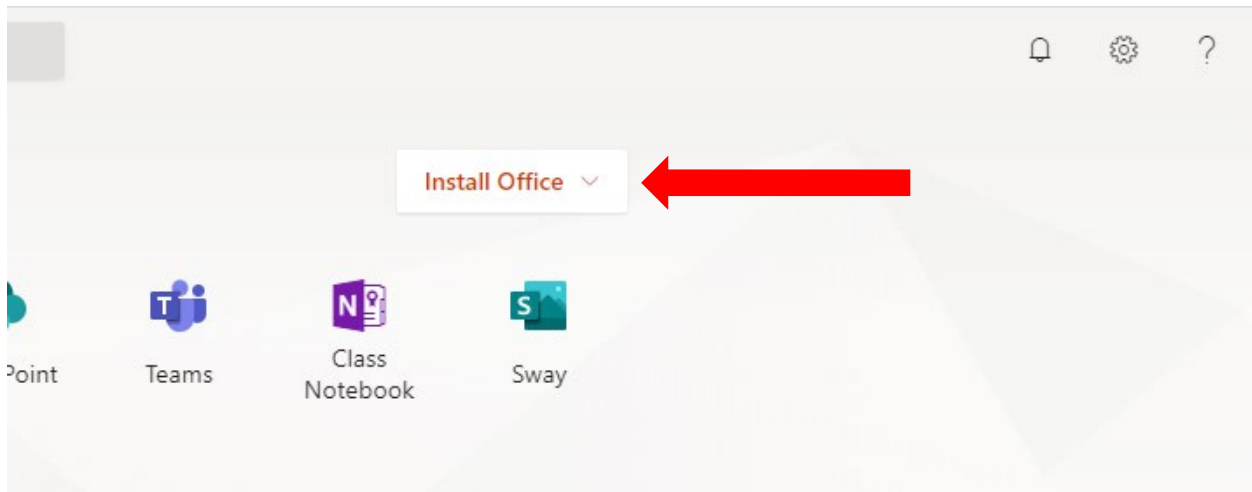 ?
Install Office
Point
Teams
Class
Notebook
Sway
T
N
S